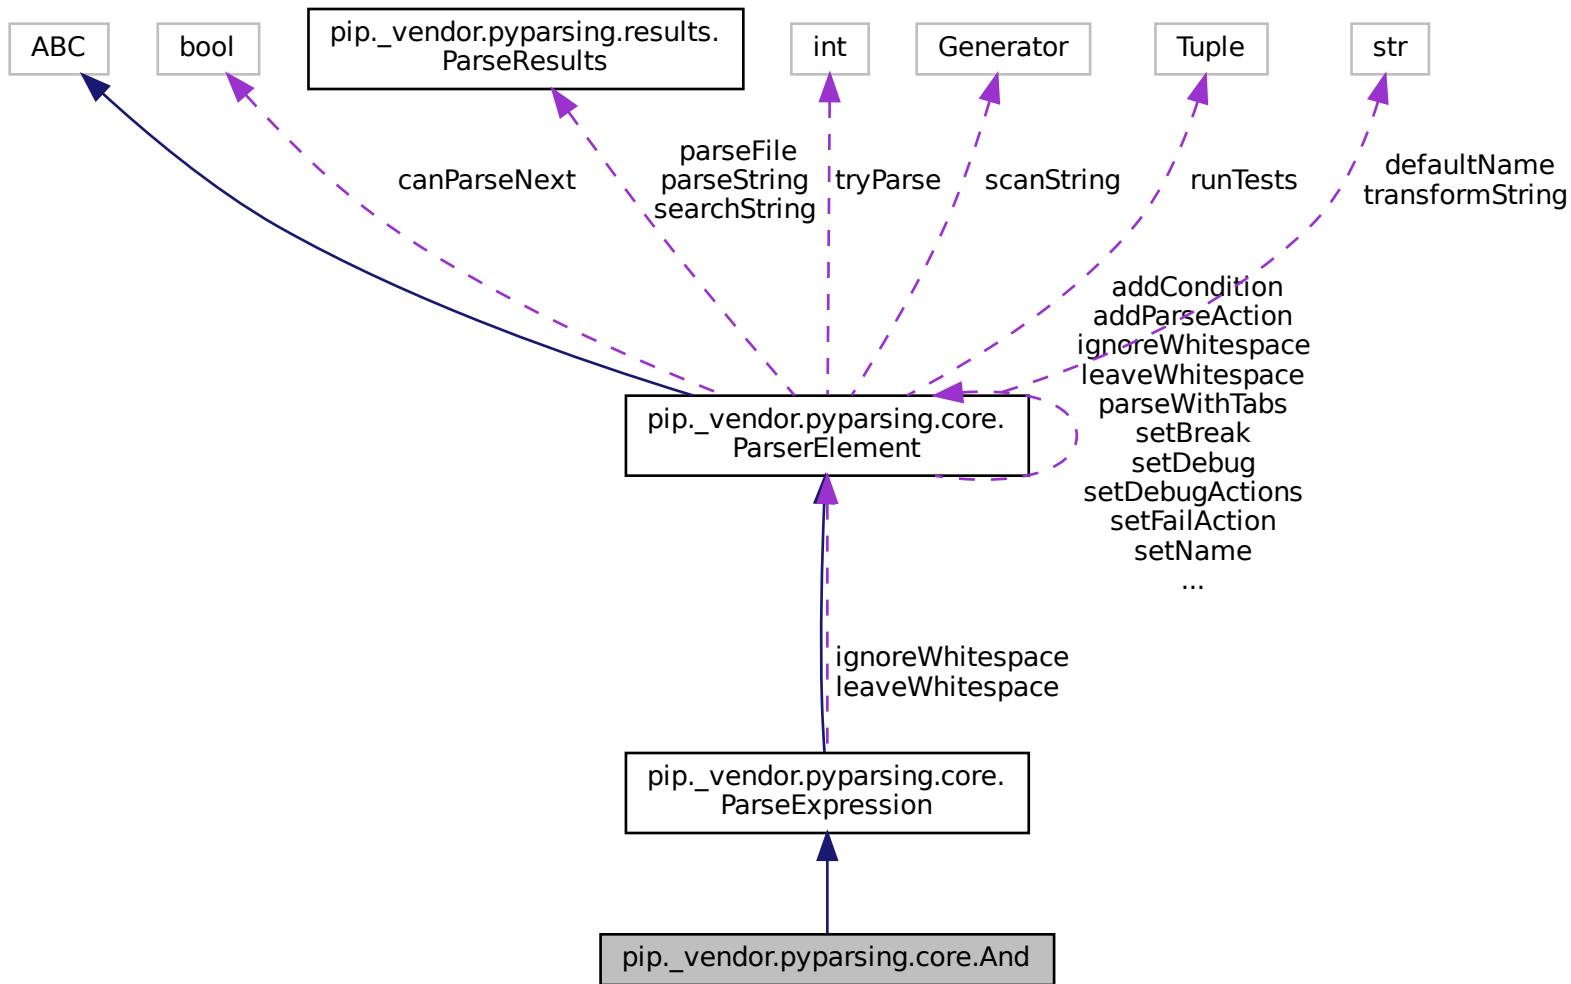 ABC
bool
pip._vendor.pyparsing.results.
ParseResults
int
Generator
Tuple
str
canParseNext
parseFile
parseString
searchString
tryParse
scanString
runTests
defaultName
transformString
addCondition
addParseAction
ignoreWhitespace
leaveWhitespace
parseWithTabs
setBreak
setDebug
setDebugActions
setFailAction
setName
...
pip._vendor.pyparsing.core.
ParserElement
ignoreWhitespace
leaveWhitespace
pip._vendor.pyparsing.core.
ParseExpression
pip._vendor.pyparsing.core.And